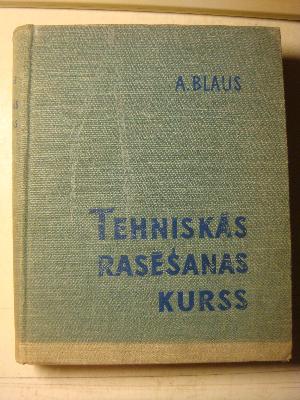 A. BLAUS
TEHNISKĀS
RASĒŠANAS
KURSS